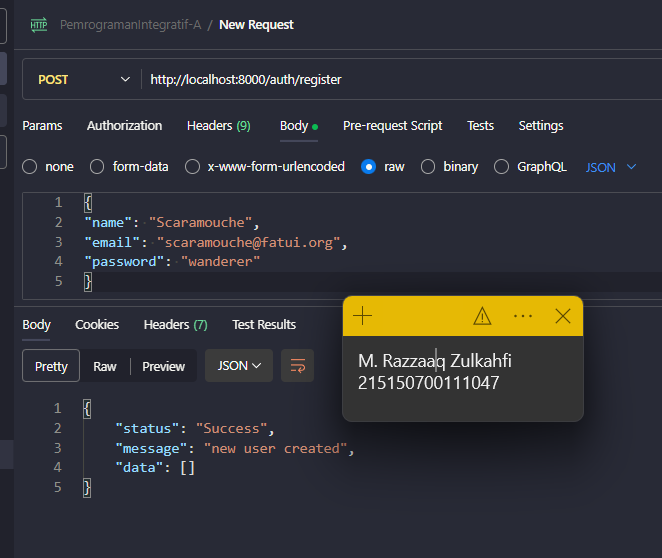 HTTP PemrogramanIntegratif-A / New Request
POST http://localhost:8000/auth/register
Params Authorization Headers (9) Body Pre-request Script Tests Settings
none form-data x-www-form-urlencoded raw binary GraphQL JSON
1 {
2 "name": "Scaramouche",
3 "email": "scaramouche@fatui.org",
4 "password": "wanderer"
5 }
Body Cookies Headers (7) Test Results
Pretty Raw Preview JSON
1 {
2 "status": "Success",
3 "message": "new user created",
4 "data": []
5 }
M. Razzaaq Zulkahfi
215150700111047